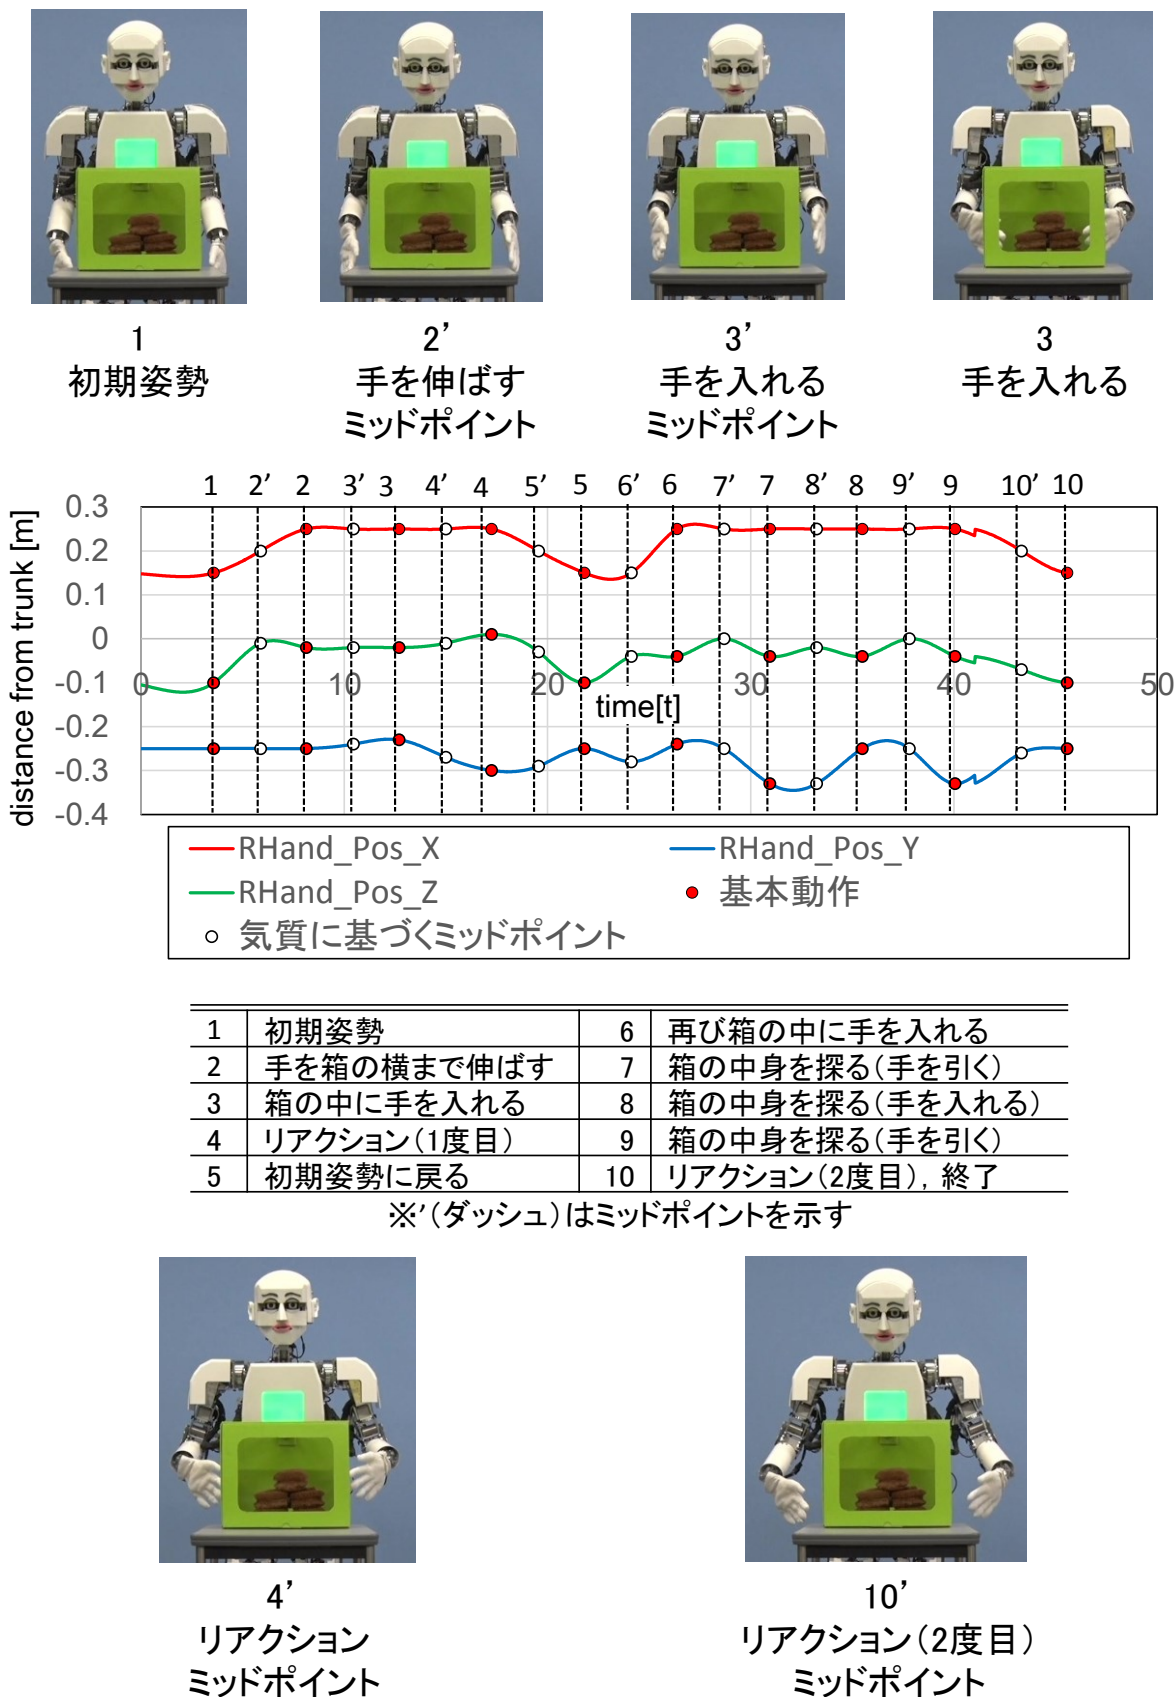 1
初期姿勢
2’
手を伸ばす
ミッドポイント
3’
手を入れる
ミッドポイント
3
手を入れる
1 2’ 2 3’ 3 4’ 4 5’ 5 6’ 6 7’ 7 8’ 8 9’ 9 10’ 10
distance from trunk [m]
0.3
0.2
0.1
0
-0.1
-0.2
-0.3
-0.4
0 10 20 30 40 50
time[t]
RHand_Pos_X RHand_Pos_Y
RHand_Pos_Z 基本動作
気質に基づくミッドポイント
1 初期姿勢 6 再び箱の中に手を入れる
2 手を箱の横まで伸ばす 7 箱の中身を探る(手を引く)
3 箱の中に手を入れる 8 箱の中身を探る(手を入れる)
4 リアクション(1度目) 9 箱の中身を探る(手を引く)
5 初期姿勢に戻る 10 リアクション(2度目), 終了
※’(ダッシュ)はミッドポイントを示す
4’
リアクション
ミッドポイント
10’
リアクション(2度目)
ミッドポイント